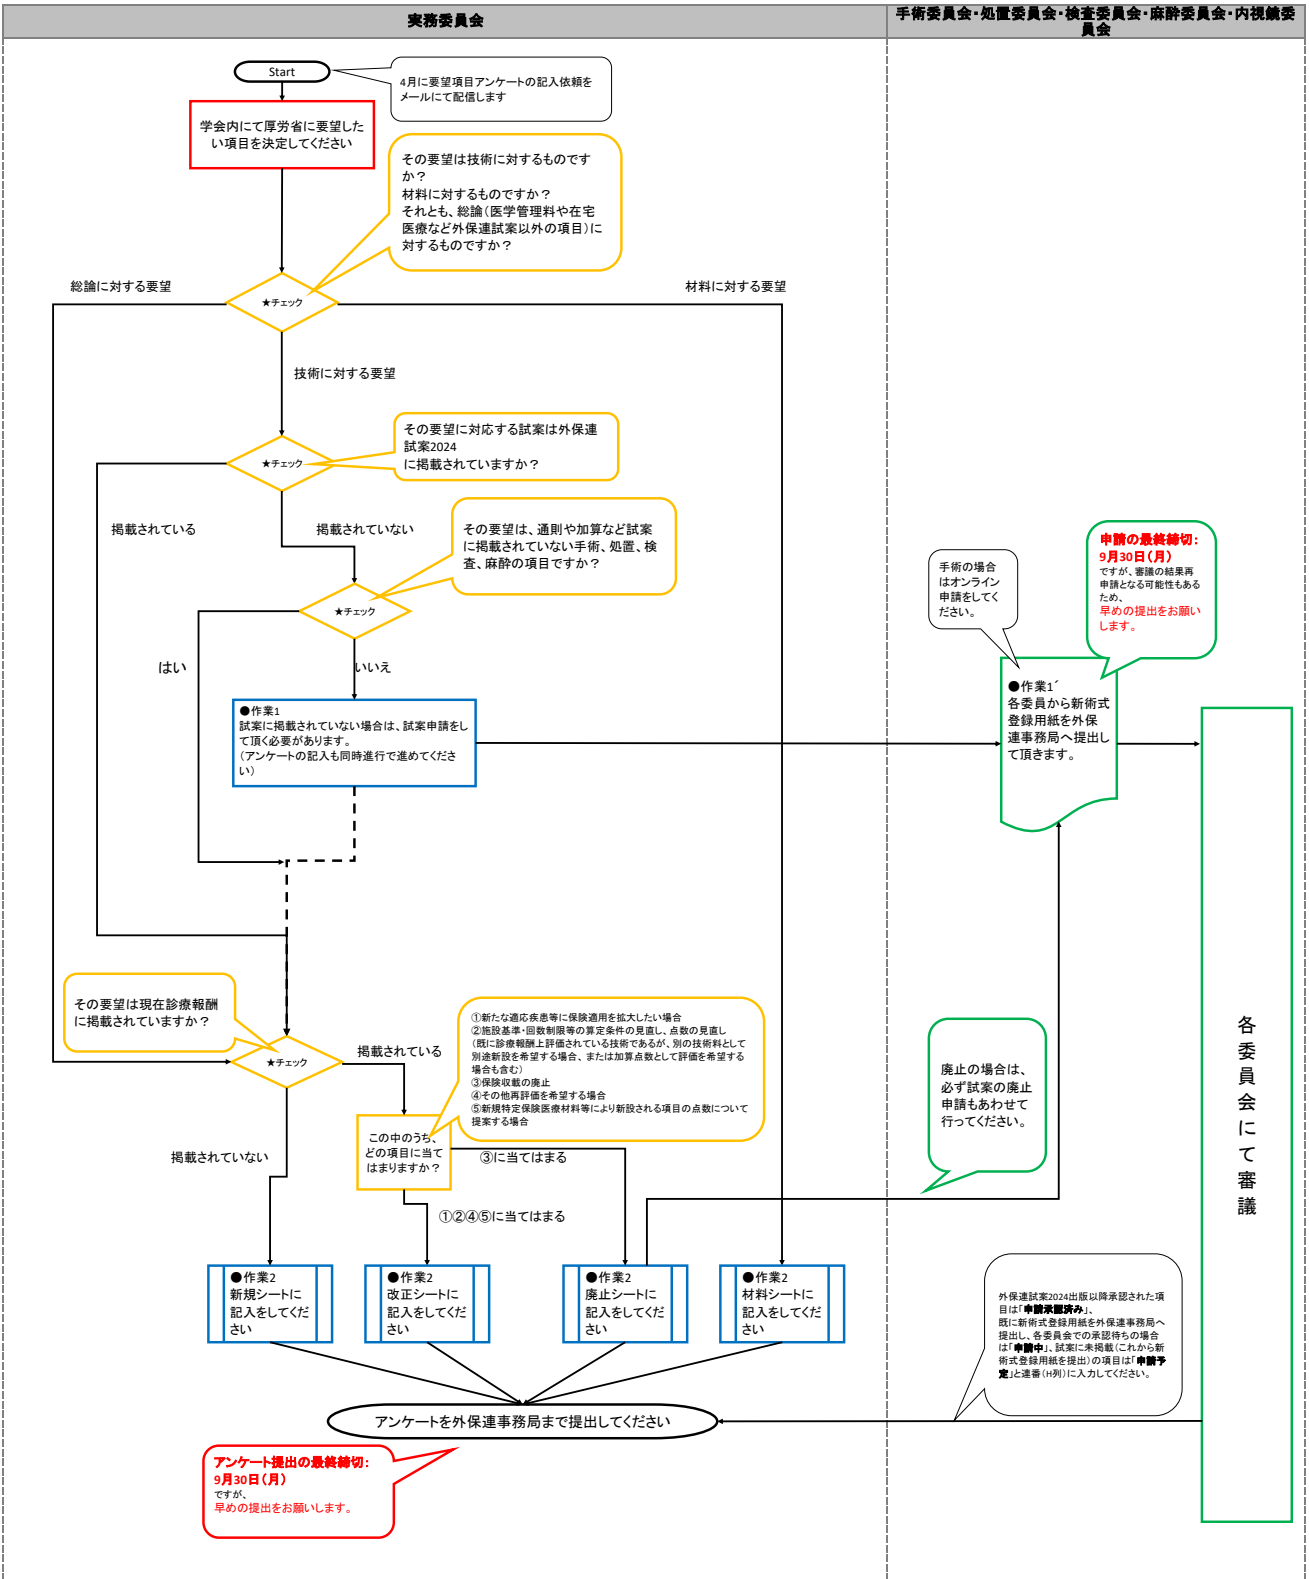 実務委員会
手術委員会・処置委員会・検査委員会・麻酔委員会・内視鏡委
員会
Start
4月に要望項目アンケートの記入依頼を
メールにて配信します
学会内にて厚労省に要望した
い項目を決定してください
その要望は技術に対するものです
か？
材料に対するものですか？
それとも、総論（医学管理料や在宅
医療など外保連試案以外の項目）に
対するものですか？
総論に対する要望
★チェック
材料に対する要望
技術に対する要望
その要望に対応する試案は外保連
試案2024
に掲載されていますか？
★チェック
掲載されている
掲載されていない
その要望は、通則や加算など試案
に掲載されていない手術、処置、検
査、麻酔の項目ですか？
★チェック
はい
いいえ
●作業1
試案に掲載されていない場合は、試案申請をし
て頂く必要があります。
（アンケートの記入も同時進行で進めてくださ
い）
手術の場合
はオンライン
申請をしてく
ださい。
申請の最終締切：
9月30日（月）
ですが、審議の結果再
申請となる可能性もある
ため、
早めの提出をお願い
します。
●作業1´
各委員から新術式
登録用紙を外保
連事務局へ提出し
て頂きます。
各委員会にて審議
その要望は現在診療報酬
に掲載されていますか？
★チェック
掲載されている
①新たな適応疾患等に保険適用を拡大したい場合
②施設基準・回数制限等の算定条件の見直し、点数の見直し
（既に診療報酬上評価されている技術であるが、別の技術料として
別途新設を希望する場合、または加算点数として評価を希望する
場合も含む）
③保険収載の廃止
④その他再評価を希望する場合
⑤新規特定保険医療材料等により新設される項目の点数について
提案する場合
この中のうち、
どの項目に当て
はまりますか？
掲載されていない
③に当てはまる
①②④⑤に当てはまる
廃止の場合は、
必ず試案の廃止
申請もあわせて
行ってください。
●作業2
新規シートに
記入をしてくだ
さい
●作業2
改正シートに
記入をしてくだ
さい
●作業2
廃止シートに
記入をしてくだ
さい
●作業2
材料シートに
記入をしてくだ
さい
外保連試案2024出版以降承認された項
目は「申請承認済み」、
既に新術式登録用紙を外保連事務局へ
提出し、各委員会での承認待ちの場合
は「申請中」、試案に未掲載（これから新
術式登録用紙を提出）の項目は「申請予
定」と連番（H列）に入力してください。
アンケートを外保連事務局まで提出してください
アンケート提出の最終締切：
9月30日（月）
ですが、
早めの提出をお願いします。